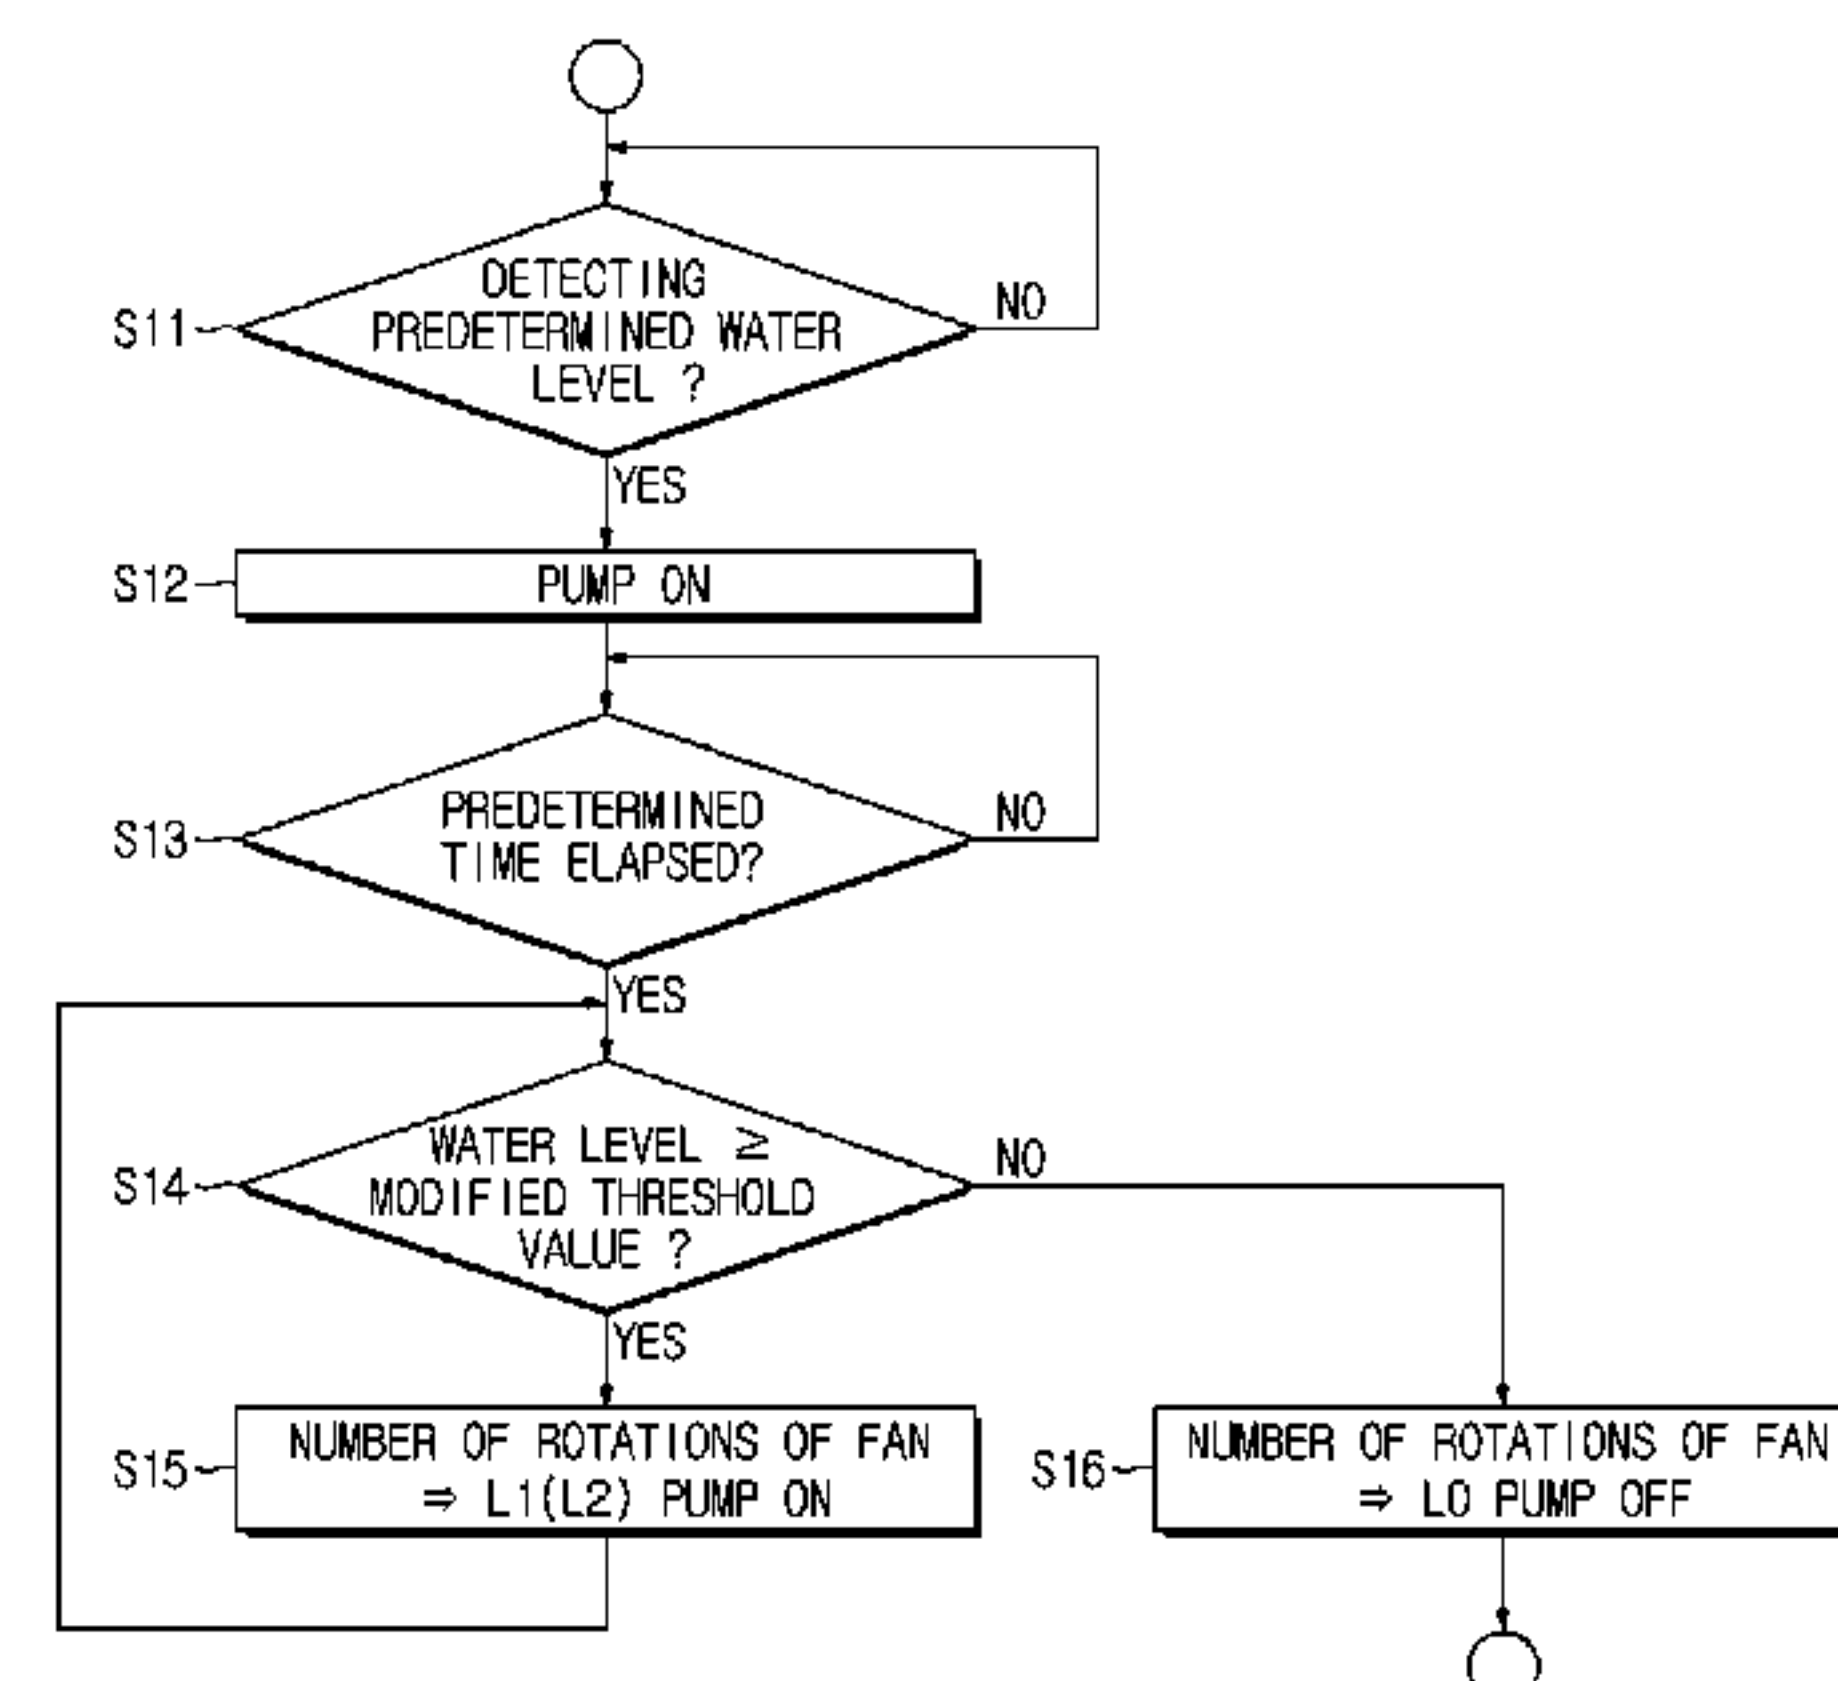 DETECTING
PREDETERMINED WATER
LEVEL ?
S11
NO
YES
S12
PUMP ON
PREDETERMINED
TIME ELAPSED?
S13
NO
YES
WATER LEVEL ≥
MODIFIED THRESHOLD
VALUE ?
S14
NO
YES
S15
NUMBER OF ROTATIONS OF FAN
⇒ L1(L2) PUMP ON
S16
NUMBER OF ROTATIONS OF FAN
⇒ L0 PUMP OFF